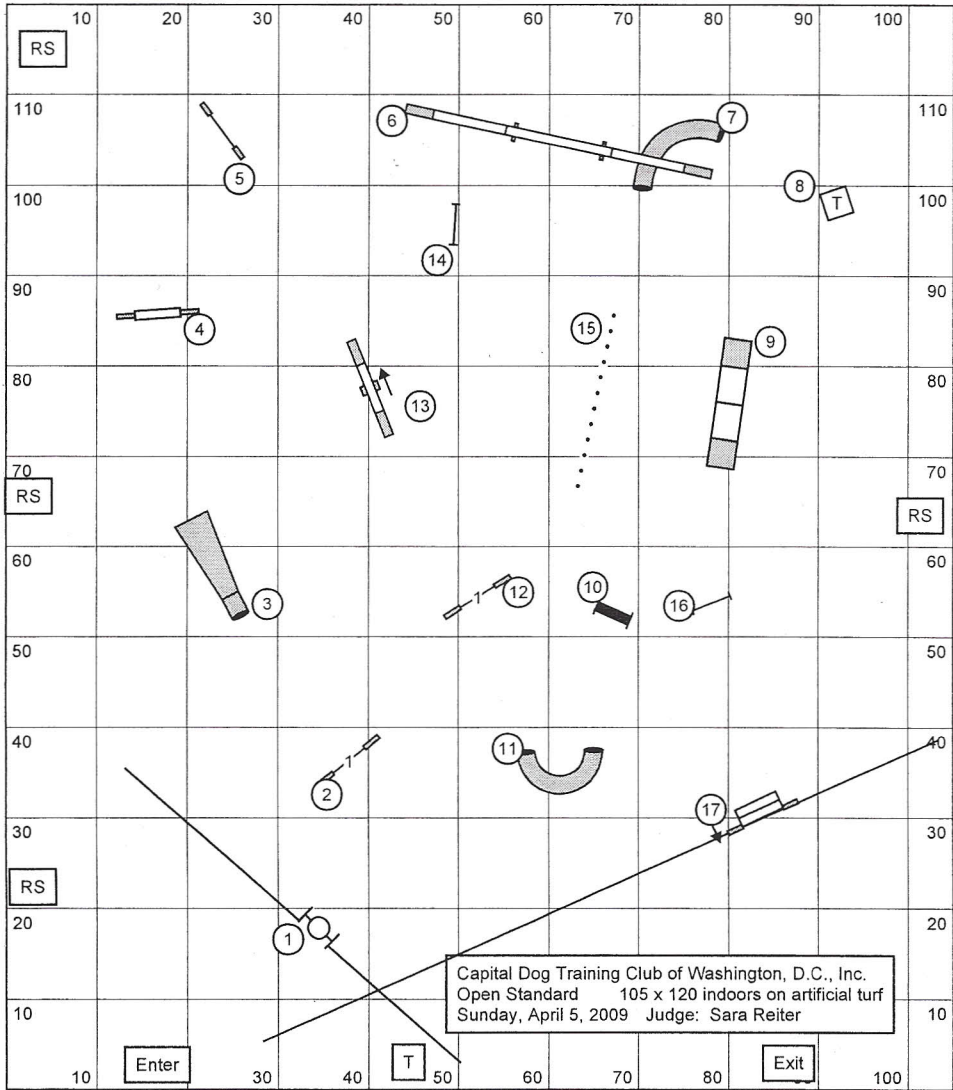 10 20 30 40 50 60 70 80 90 100
RS
110 110
6 7
5
100 8 100
T
14
90 90
4
15
9
80 80
13
70 70
RS RS
60 60
3 1 12 10 16
50 50
40 11 40
1
2
30 30
17
RS
20 20
1
Capital Dog Training Club of Washington, D.C., Inc.
Open Standard 105 x 120 indoors on artificial turf
Sunday, April 5, 2009 Judge: Sara Reiter
10 10
Enter T Exit
10 20 30 40 50 60 70 80 100